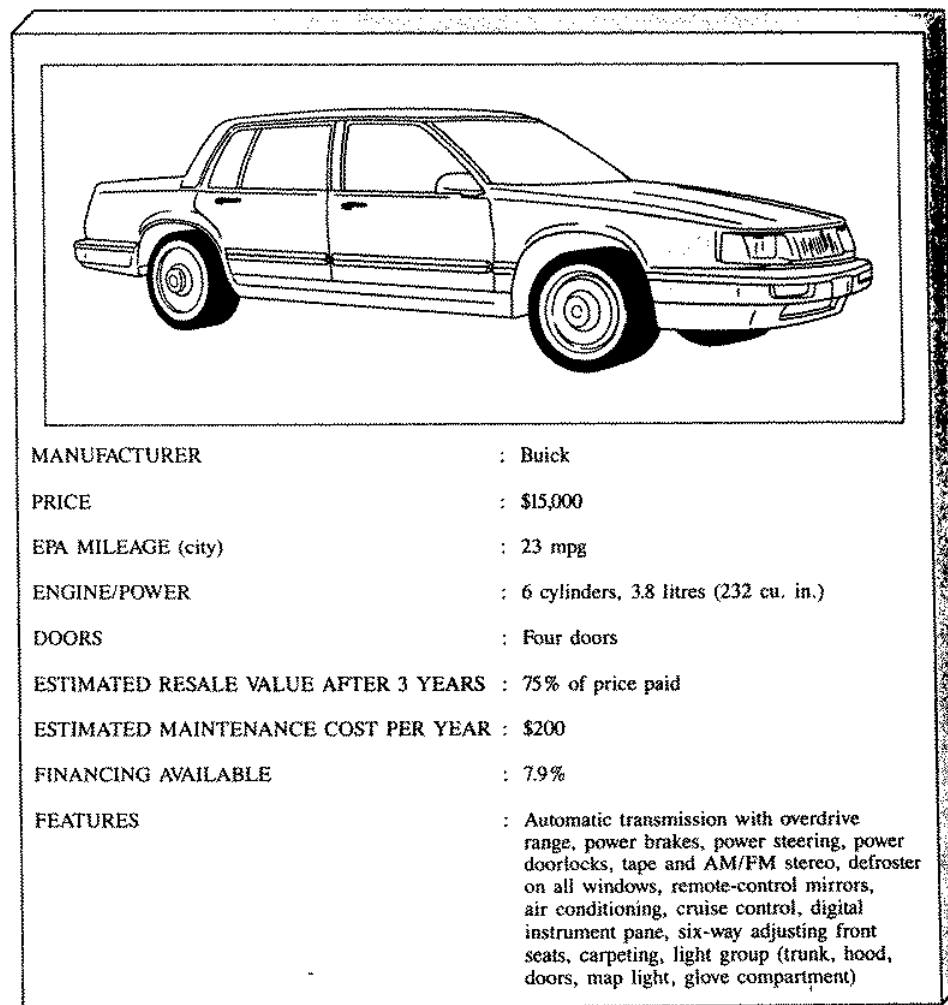 MANUFACTURER : Buick
PRICE : $15,000
EPA MILEAGE (city) : 23 mpg
ENGINE/POWER : 6 cylinders, 3.8 litres (232 cu. in.)
DOORS : Four doors
ESTIMATED RESALE VALUE AFTER 3 YEARS : 75% of price paid
ESTIMATED MAINTENANCE COST PER YEAR : $200
FINANCING AVAILABLE : 7.9%
FEATURES : Automatic transmission with overdrive
range, power brakes, power steering, power
doorlocks, tape and AM/FM stereo, defroster
on all windows, remote-control mirrors,
air conditioning, cruise control, digital
instrument pane, six-way adjusting front
seats, carpeting, light group (trunk, hood,
doors, map light, glove compartment)